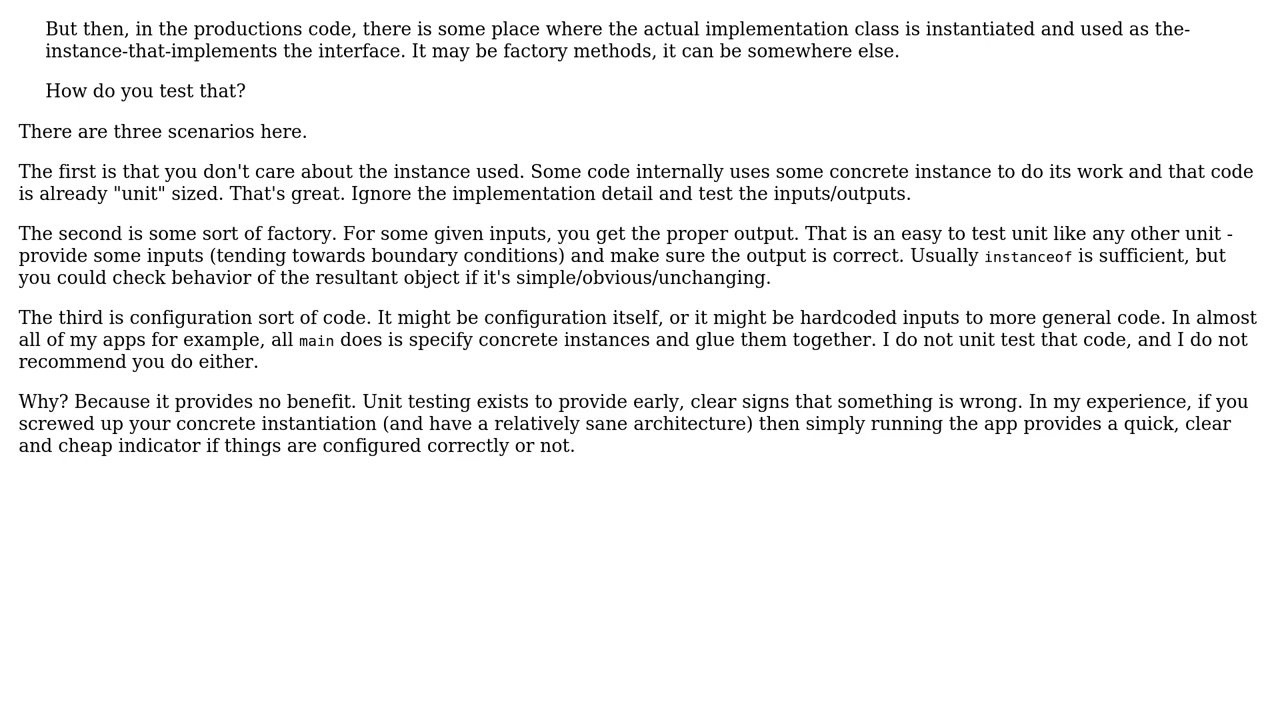 But then, in the productions code, there is some place where the actual implementation class is instantiated and used as the-
instance-that-implements the interface. It may be factory methods, it can be somewhere else.
How do you test that?
There are three scenarios here.
The first is that you don't care about the instance used. Some code internally uses some concrete instance to do its work and that code
is already "unit" sized. That's great. Ignore the implementation detail and test the inputs/outputs.
The second is some sort of factory. For some given inputs, you get the proper output. That is an easy to test unit like any other unit -
provide some inputs (tending towards boundary conditions) and make sure the output is correct. Usually instanceof is sufficient, but
you could check behavior of the resultant object if it's simple/obvious/unchanging.
The third is configuration sort of code. It might be configuration itself, or it might be hardcoded inputs to more general code. In almost
all of my apps for example, all main does is specify concrete instances and glue them together. I do not unit test that code, and I do not
recommend you do either.
Why? Because it provides no benefit. Unit testing exists to provide early, clear signs that something is wrong. In my experience, if you
screwed up your concrete instantiation (and have a relatively sane architecture) then simply running the app provides a quick, clear
and cheap indicator if things are configured correctly or not.